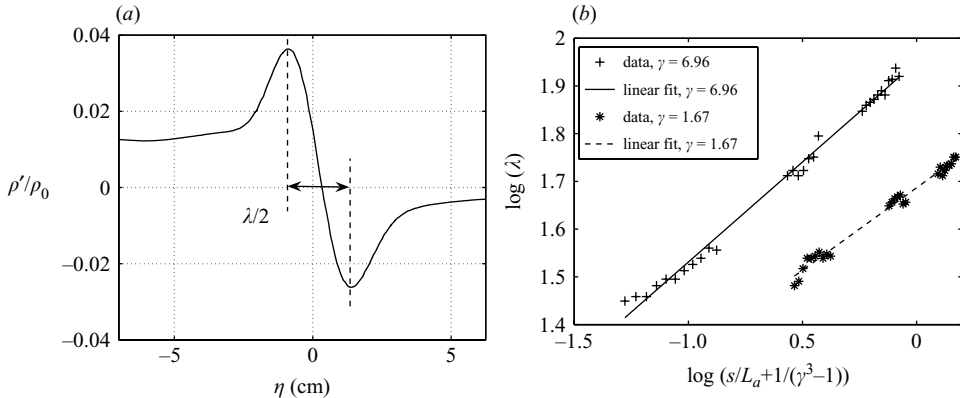 (a)
0.04
0.02
0
−0.02
−0.04
ρ′/ρ0
λ/2
−5
0
5
η (cm)
(b)
2
1.9
1.8
1.7
1.6
1.5
1.4
log (λ)
data, γ = 6.96
linear fit, γ = 6.96
data, γ = 1.67
linear fit, γ = 1.67
−1.5
−1.0
0.5
0
log (s/La+1/(γ³–1))